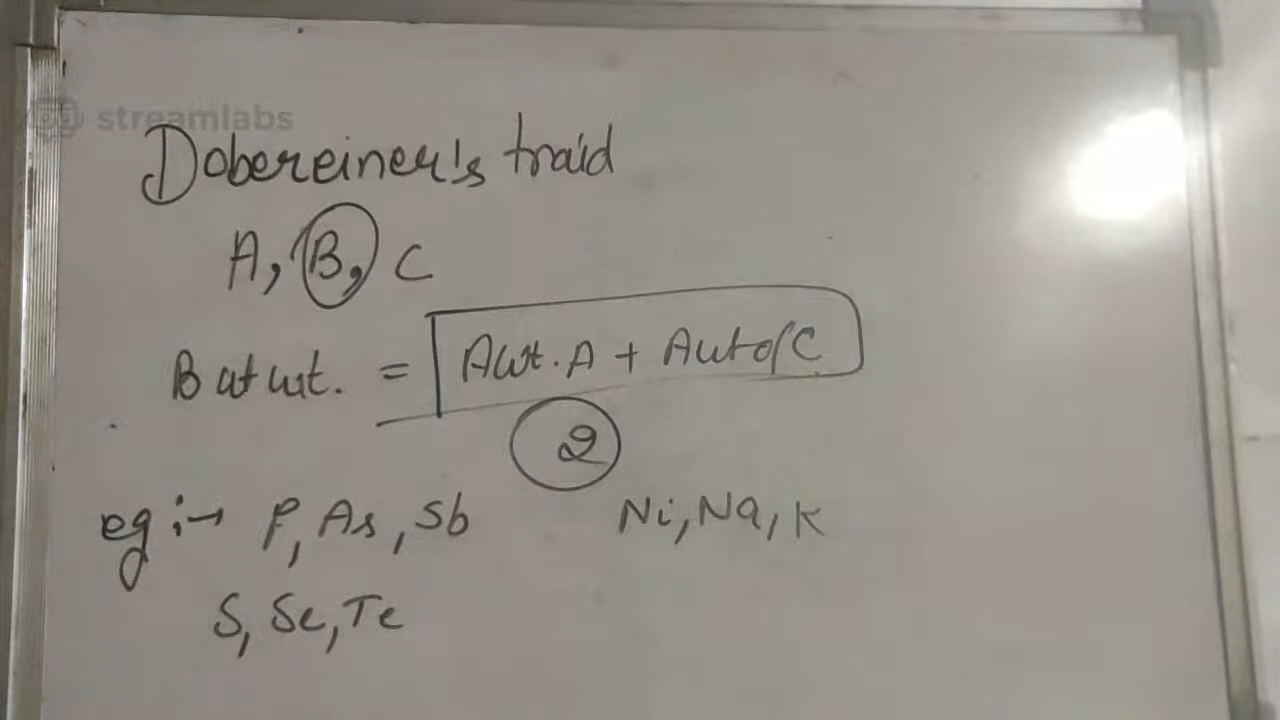 streamlabs
Dobereiner's traid
A, B, C
B at wt. = Awt. A + Awt of C
2
eg :→ P, As, Sb Ni, Na, K
S, Se, Te